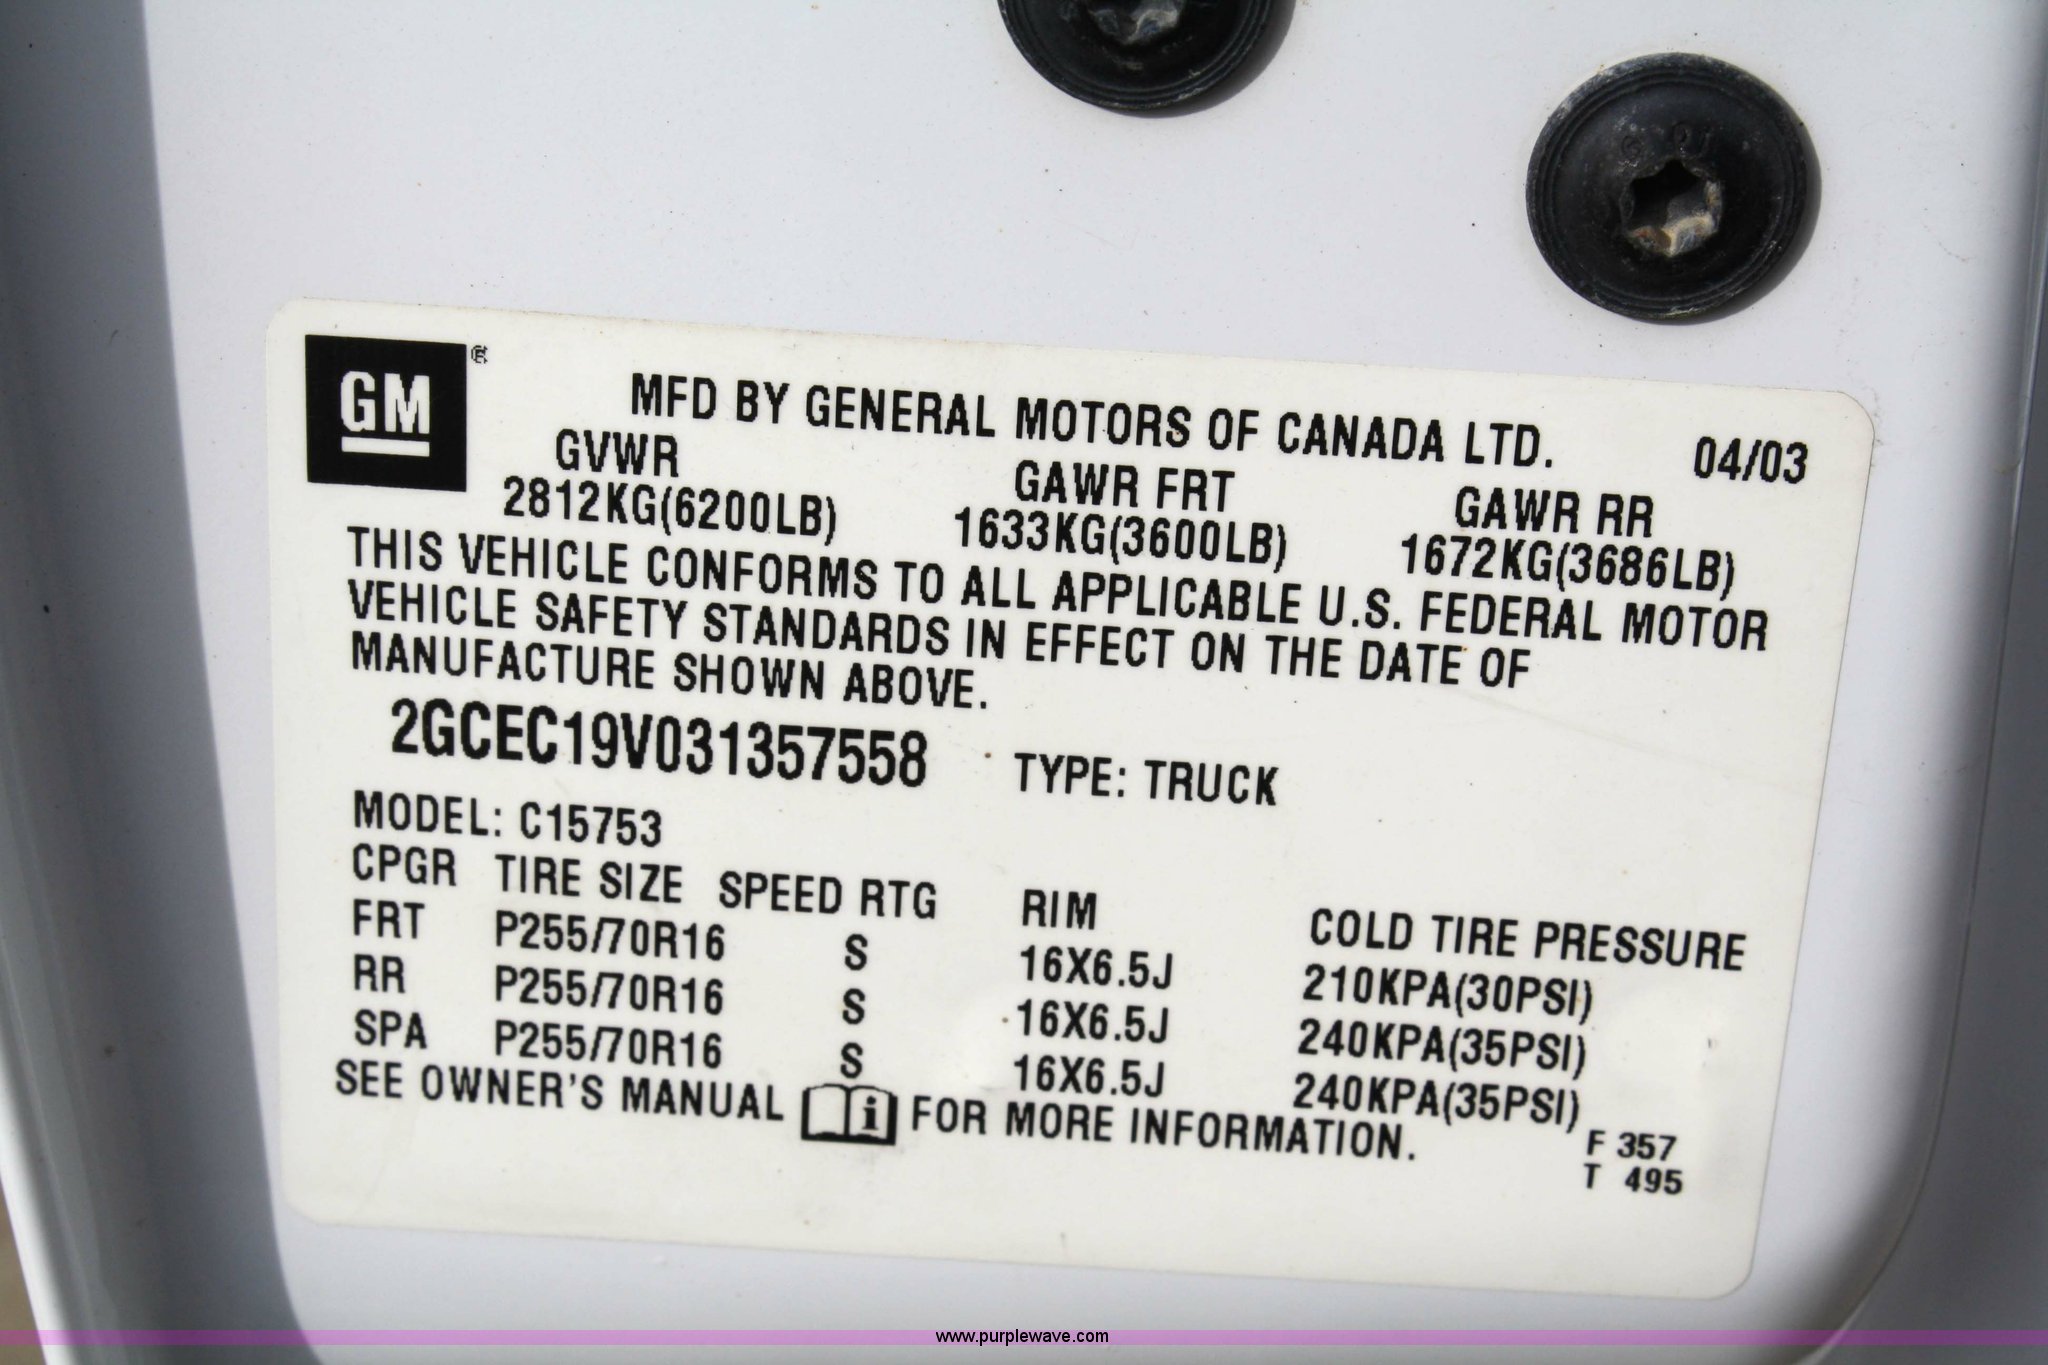 GM ®
MFD BY GENERAL MOTORS OF CANADA LTD. 04/03
GVWR GAWR FRT GAWR RR
2812KG(6200LB) 1633KG(3600LB) 1672KG(3686LB)
THIS VEHICLE CONFORMS TO ALL APPLICABLE U.S. FEDERAL MOTOR
VEHICLE SAFETY STANDARDS IN EFFECT ON THE DATE OF
MANUFACTURE SHOWN ABOVE.
2GCEC19V031357558 TYPE: TRUCK
MODEL: C15753
CPGR TIRE SIZE SPEED RTG RIM COLD TIRE PRESSURE
FRT P255/70R16 S 16X6.5J 210KPA(30PSI)
RR P255/70R16 S 16X6.5J 240KPA(35PSI)
SPA P255/70R16 S 16X6.5J 240KPA(35PSI)
SEE OWNER'S MANUAL i FOR MORE INFORMATION.
F 357
T 495
www.purplewave.com